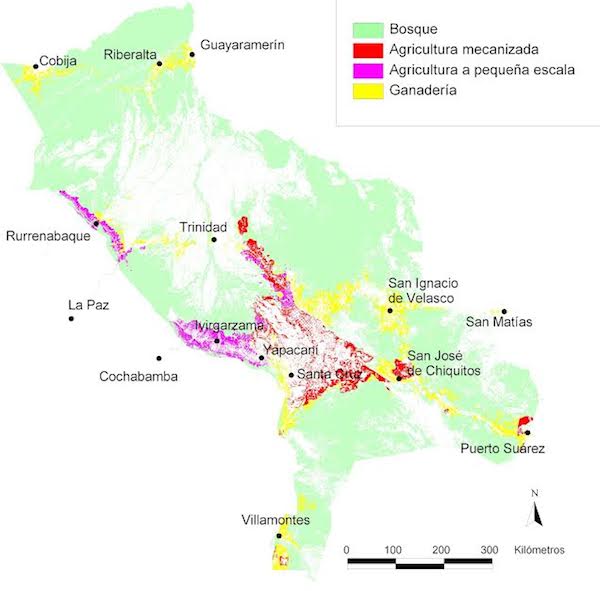 Bosque
Agricultura mecanizada
Agricultura a pequeña escala
Ganadería
Guayaramerín
Riberalta
Cobija
Rurrenabaque
Trinidad
San Ignacio
de Velasco
La Paz
San Matías
Ivirgarzama
Yapacaní
Cochabamba
Santa Cruz
San José
de Chiquitos
Puerto Suárez
Villamontes
N
0 100 200 300 Kilómetros